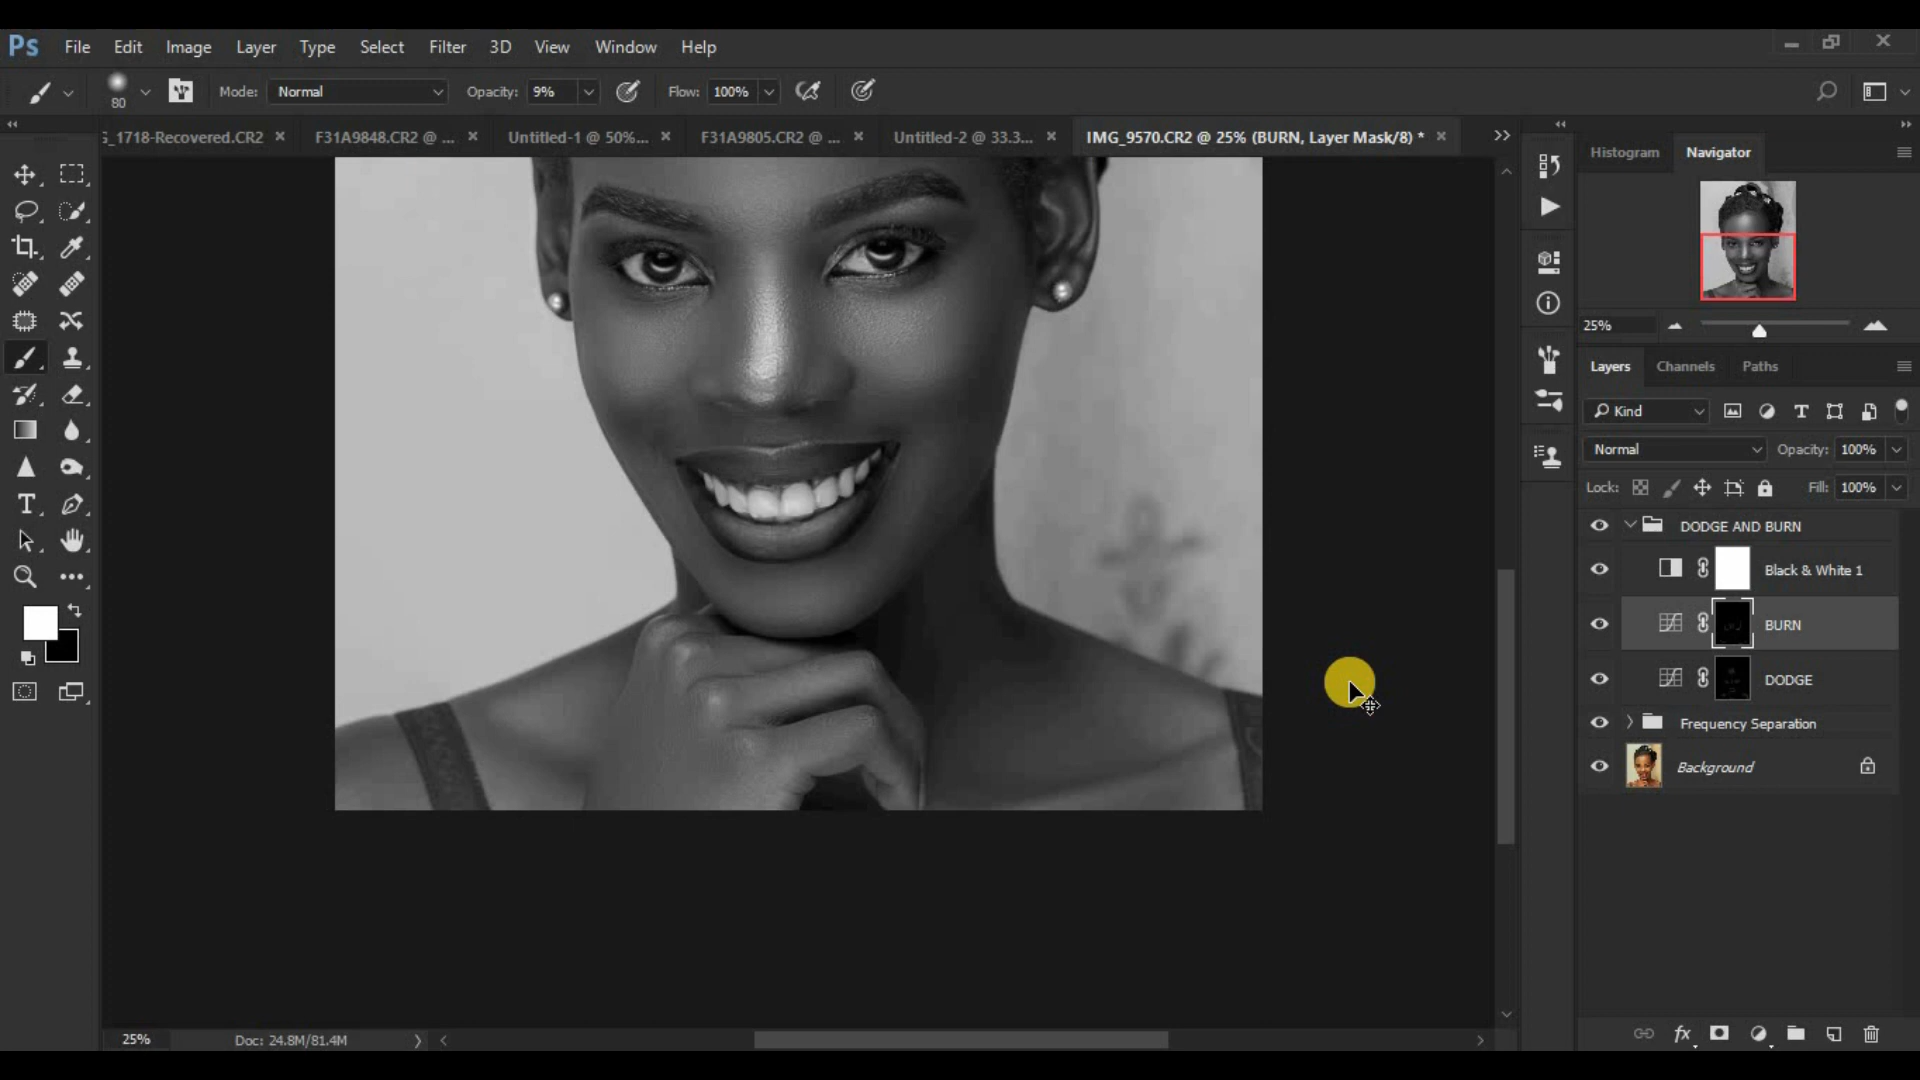 Ps File Edit Image Layer Type Select Filter 3D View Window Help
80 Mode: Normal Opacity: 9% Flow: 100%
G_1718-Recovered.CR2 F31A9848.CR2 @ ... Untitled-1 @ 50%... F31A9805.CR2 @ ... Untitled-2 @ 33.3... IMG_9570.CR2 @ 25% (BURN, Layer Mask/8) *
Histogram Navigator
25%
Layers Channels Paths
Kind
Normal Opacity: 100%
Lock: Fill: 100%
DODGE AND BURN
Black & White 1
BURN
DODGE
Frequency Separation
Background
25% Doc: 24.8M/81.4M